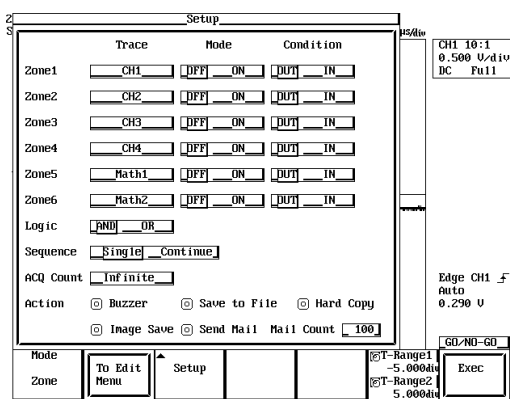 2 Setup
S μs/div
Trace Mode Condition
CH1 10:1
0.500 V/div
DC Full
Zone1 CH1 OFF ON OUT IN
Zone2 CH2 OFF ON OUT IN
Zone3 CH3 OFF ON OUT IN
Zone4 CH4 OFF ON OUT IN
Zone5 Math1 OFF ON OUT IN
Zone6 Math2 OFF ON OUT IN
Logic AND OR
Sequence Single Continue
ACQ Count Infinite
Edge CH1
Auto
0.290 V
Action Buzzer Save to File Hard Copy
Image Save Send Mail Mail Count 100
GO/NO-GO
Mode
Zone
To Edit
Menu
Setup
T-Range1
-5.000div
T-Range2
5.000div
Exec